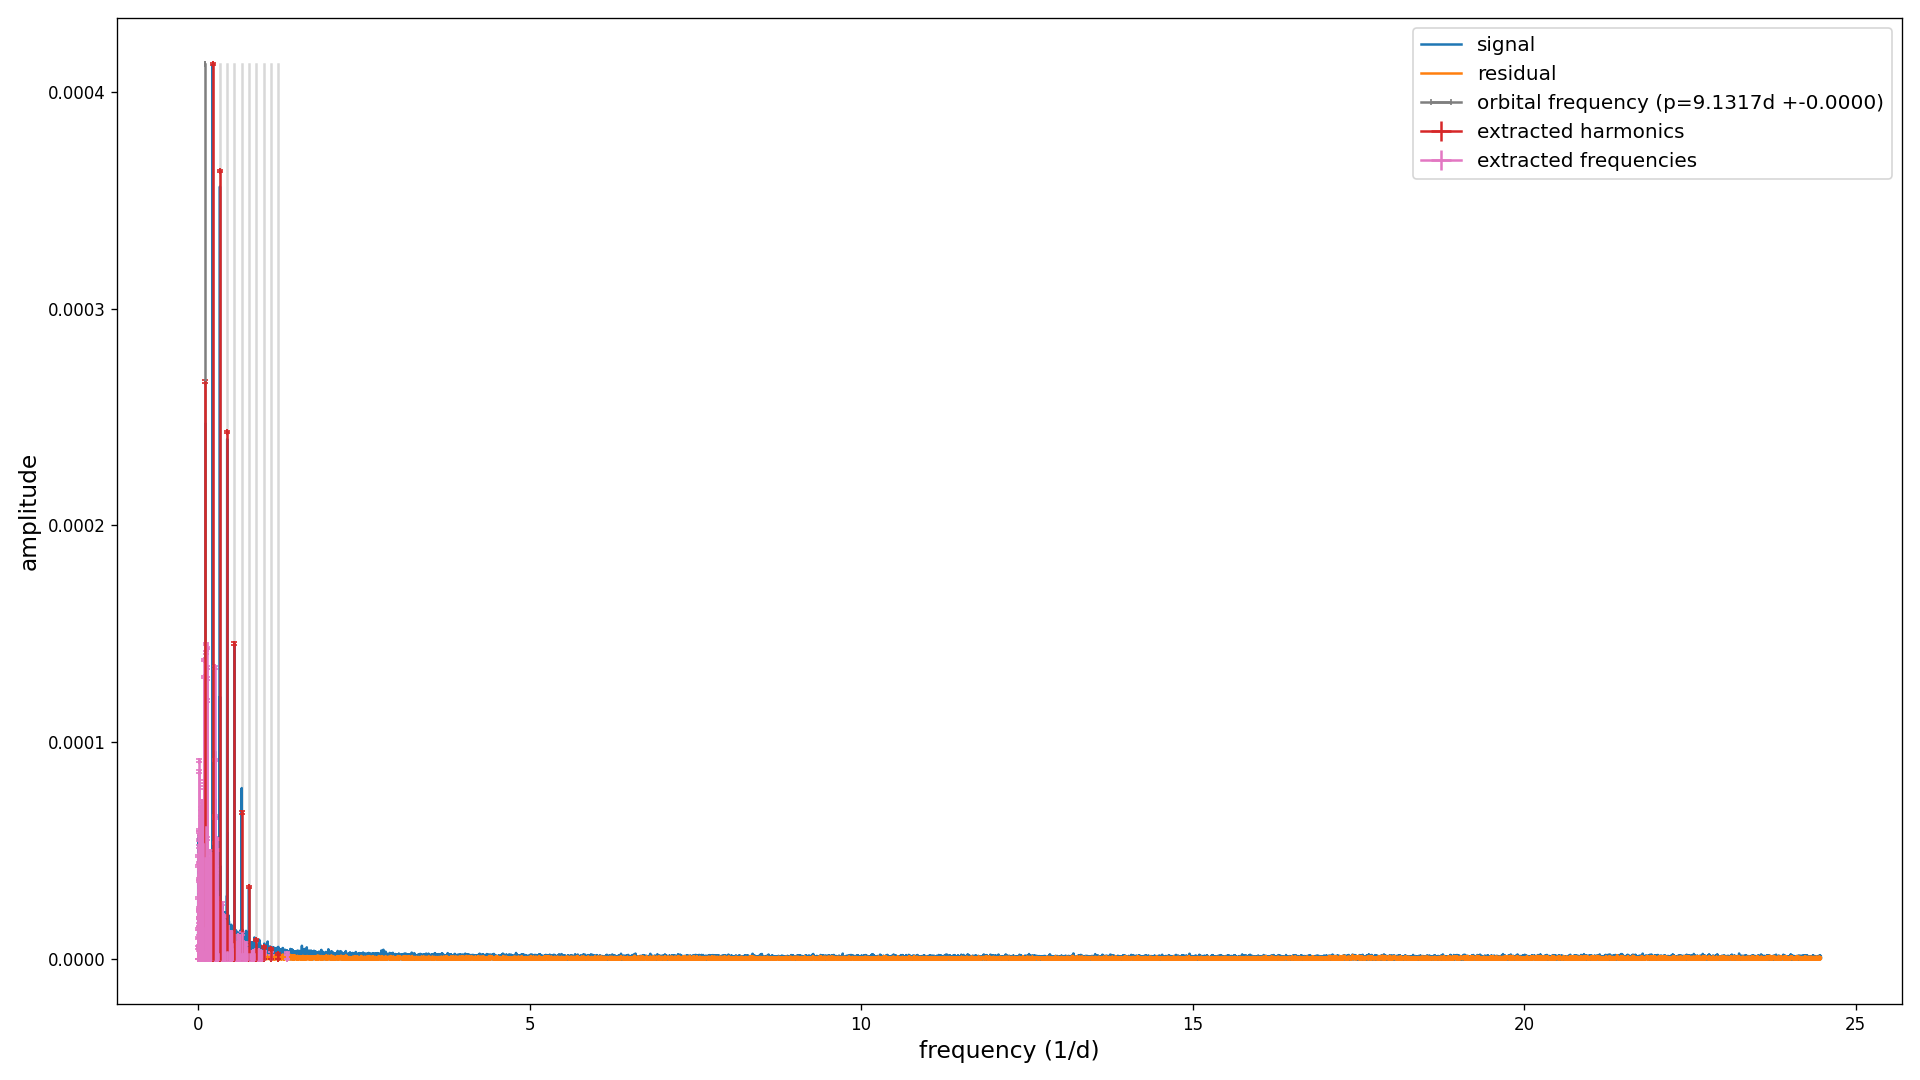 signal
residual
orbital frequency (p=9.1317d +-0.0000)
extracted harmonics
extracted frequencies
0.0004
0.0003
0.0002
0.0001
0.0000
amplitude
0 5 10 15 20 25
frequency (1/d)